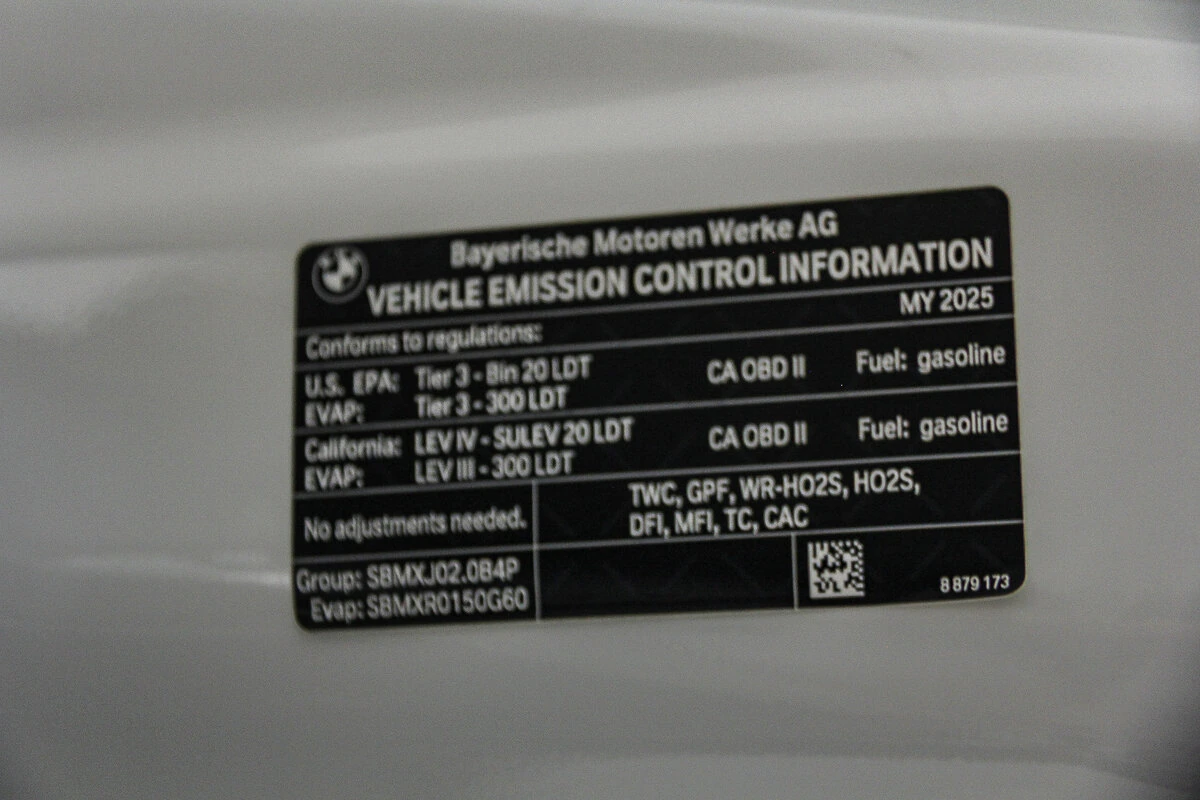 Bayerische Motoren Werke AG
VEHICLE EMISSION CONTROL INFORMATION
Conforms to regulations: MY 2025
U.S. EPA: Tier 3 - Bin 20 LDT CA OBD II Fuel: gasoline
EVAP: Tier 3 - 300 LDT
California: LEV IV - SULEV 20 LDT CA OBD II Fuel: gasoline
EVAP: LEV III - 300 LDT
No adjustments needed.
TWC, GPF, WR-HO2S, HO2S,
DFI, MFI, TC, CAC
Group: SBMXJ02.0B4P
Evap: SBMXR0150G60
8 879 173